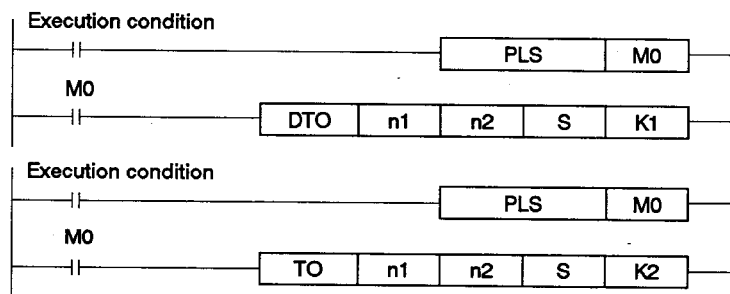 Execution condition
PLS M0
M0
DTO n1 n2 S K1
Execution condition
PLS M0
M0
TO n1 n2 S K2